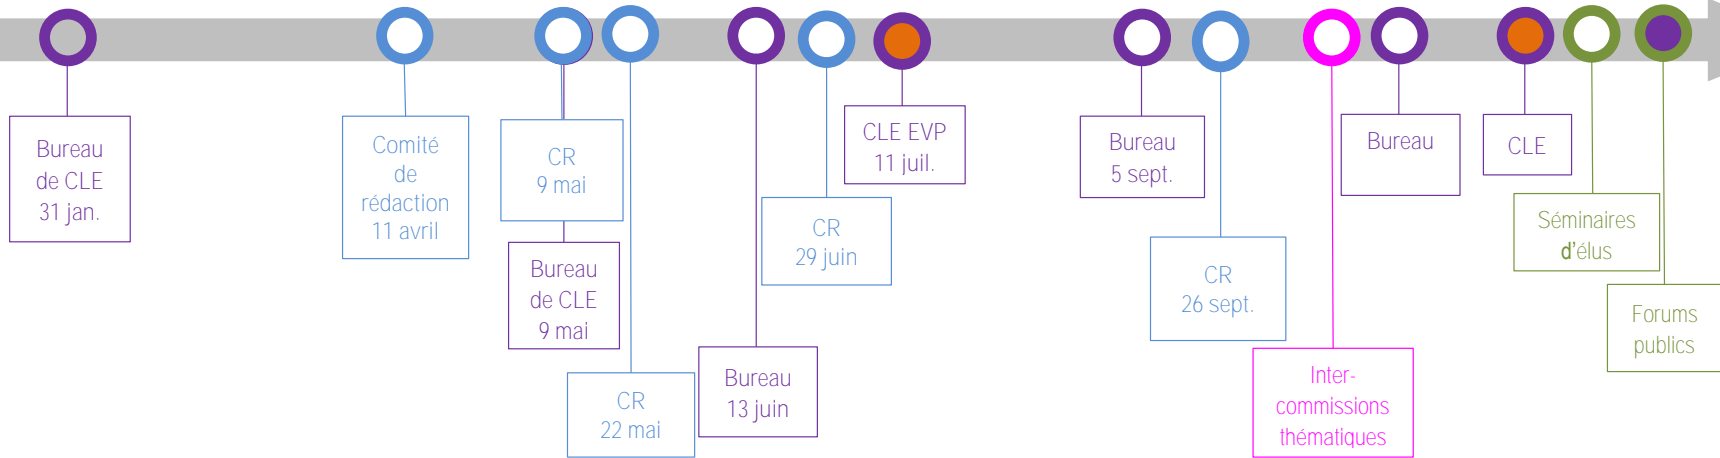 Bureau
de CLE
31 jan.
Comité
de
rédaction
11 avril
CR
9 mai
Bureau
de CLE
9 mai
CR
22 mai
Bureau
13 juin
CR
29 juin
CLE EVP
11 juil.
Bureau
5 sept.
CR
26 sept.
Inter-
commissions
thématiques
Bureau
CLE
Séminaires
d'élus
Forums
publics